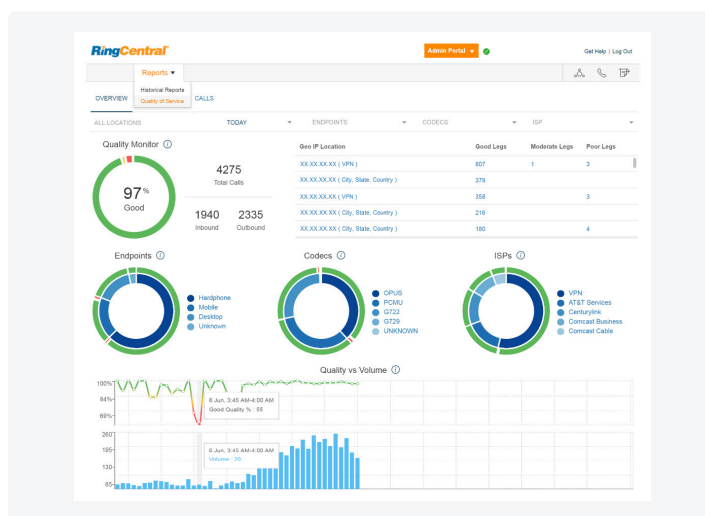 RingCentral
Admin Portal
Get Help | Log Out
Reports
Historical Reports
Quality of Service
OVERVIEW
CALLS
ALL LOCATIONS
TODAY
ENDPOINTS
CODECS
ISP
Quality Monitor
97%
Good
4275
Total Calls
1940
Inbound
2335
Outbound
Geo IP Location Good Legs Moderate Legs Poor Legs
XX.XX.XX.XX ( VPN ) 807 1 3
XX.XX.XX.XX ( City, State, Country ) 379
XX.XX.XX.XX ( VPN ) 358 3
XX.XX.XX.XX ( City, State, Country ) 216
XX.XX.XX.XX ( City, State, Country ) 180 4
Endpoints
Hardphone
Mobile
Desktop
Unknown
Codecs
OPUS
PCMU
G722
G729
UNKNOWN
ISPs
VPN
AT&T Services
Centurylink
Comcast Business
Comcast Cable
Quality vs Volume
100%
84%
69%
6 Jun, 3:45 AM-4:00 AM
Good Quality % : 55
260
195
130
65
6 Jun, 3:45 AM-4:00 AM
Volume : 20